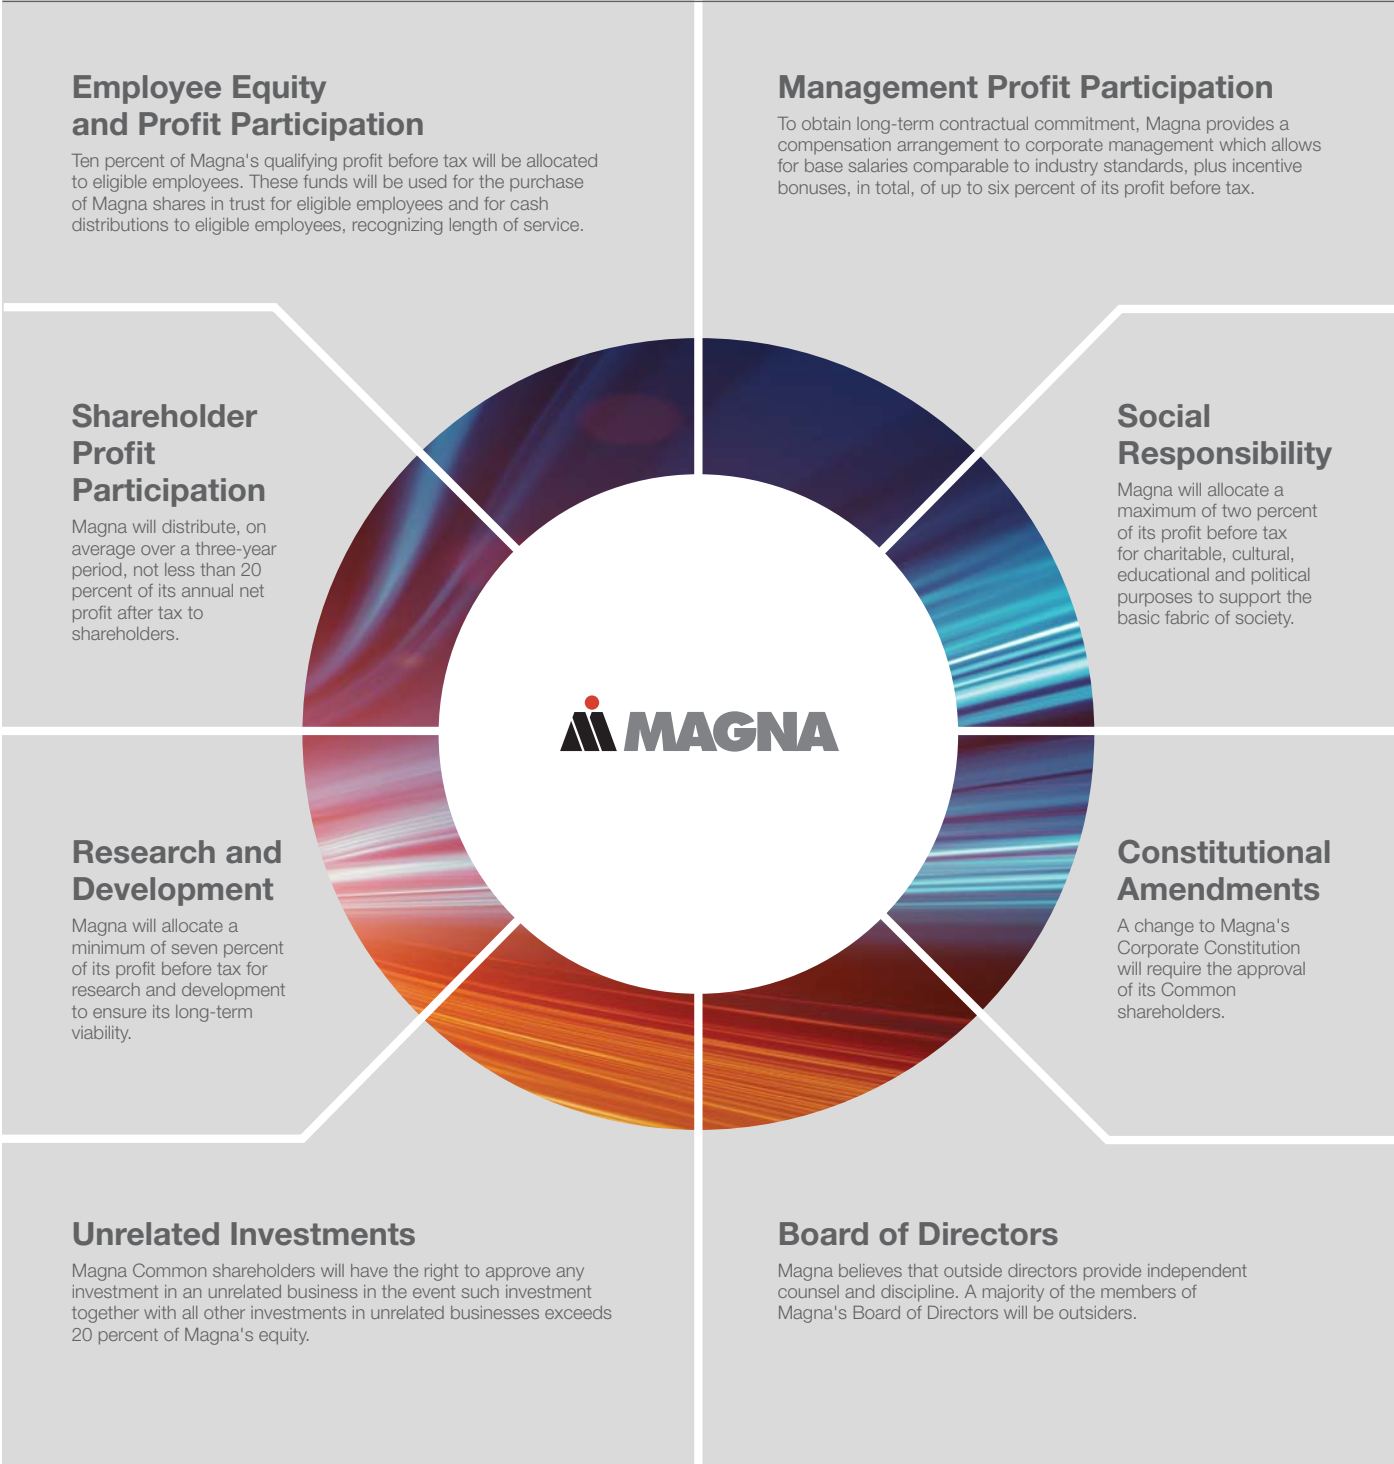 Employee Equity
and Profit Participation
Ten percent of Magna's qualifying profit before tax will be allocated
to eligible employees. These funds will be used for the purchase
of Magna shares in trust for eligible employees and for cash
distributions to eligible employees, recognizing length of service.
Management Profit Participation
To obtain long-term contractual commitment, Magna provides a
compensation arrangement to corporate management which allows
for base salaries comparable to industry standards, plus incentive
bonuses, in total, of up to six percent of its profit before tax.
Shareholder
Profit
Participation
Magna will distribute, on
average over a three-year
period, not less than 20
percent of its annual net
profit after tax to
shareholders.
Social
Responsibility
Magna will allocate a
maximum of two percent
of its profit before tax
for charitable, cultural,
educational and political
purposes to support the
basic fabric of society.
MAGNA
Research and
Development
Magna will allocate a
minimum of seven percent
of its profit before tax for
research and development
to ensure its long-term
viability.
Constitutional
Amendments
A change to Magna's
Corporate Constitution
will require the approval
of its Common
shareholders.
Unrelated Investments
Magna Common shareholders will have the right to approve any
investment in an unrelated business in the event such investment
together with all other investments in unrelated businesses exceeds
20 percent of Magna's equity.
Board of Directors
Magna believes that outside directors provide independent
counsel and discipline. A majority of the members of
Magna's Board of Directors will be outsiders.